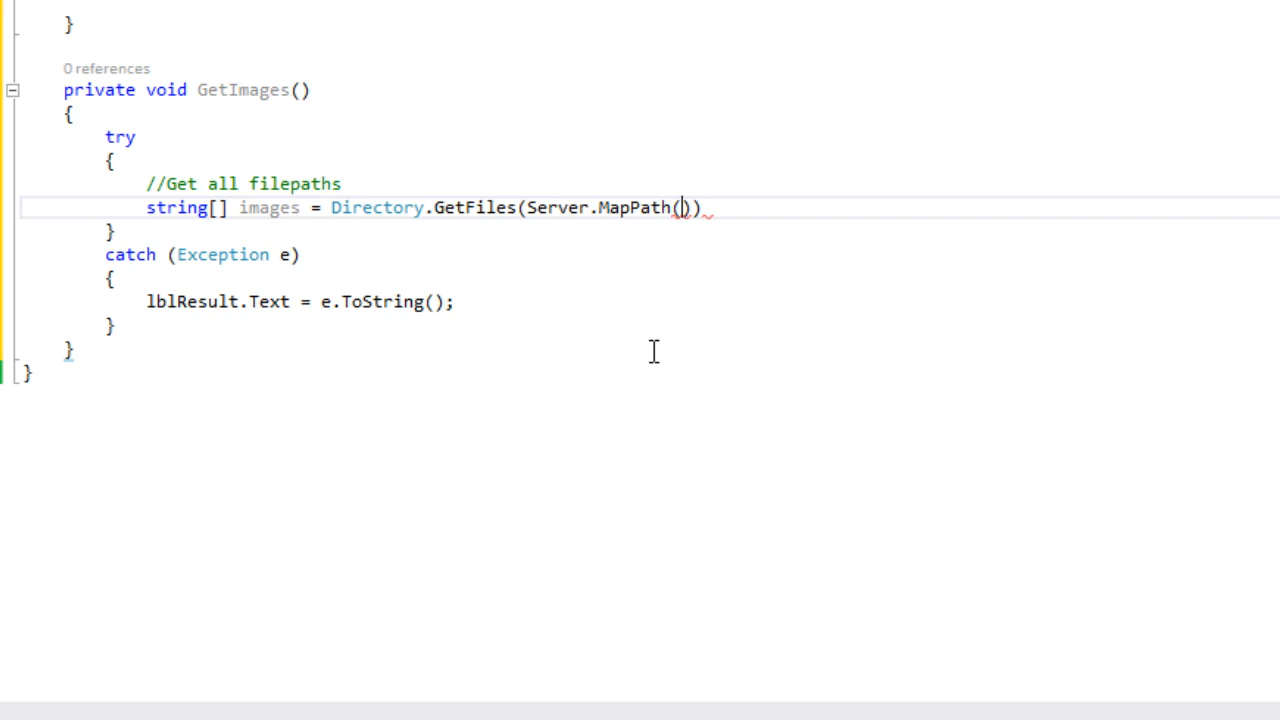 }
0 references
private void GetImages()
{
try
{
//Get all filepaths
string[] images = Directory.GetFiles(Server.MapPath())
}
catch (Exception e)
{
lblResult.Text = e.ToString();
}
}
}